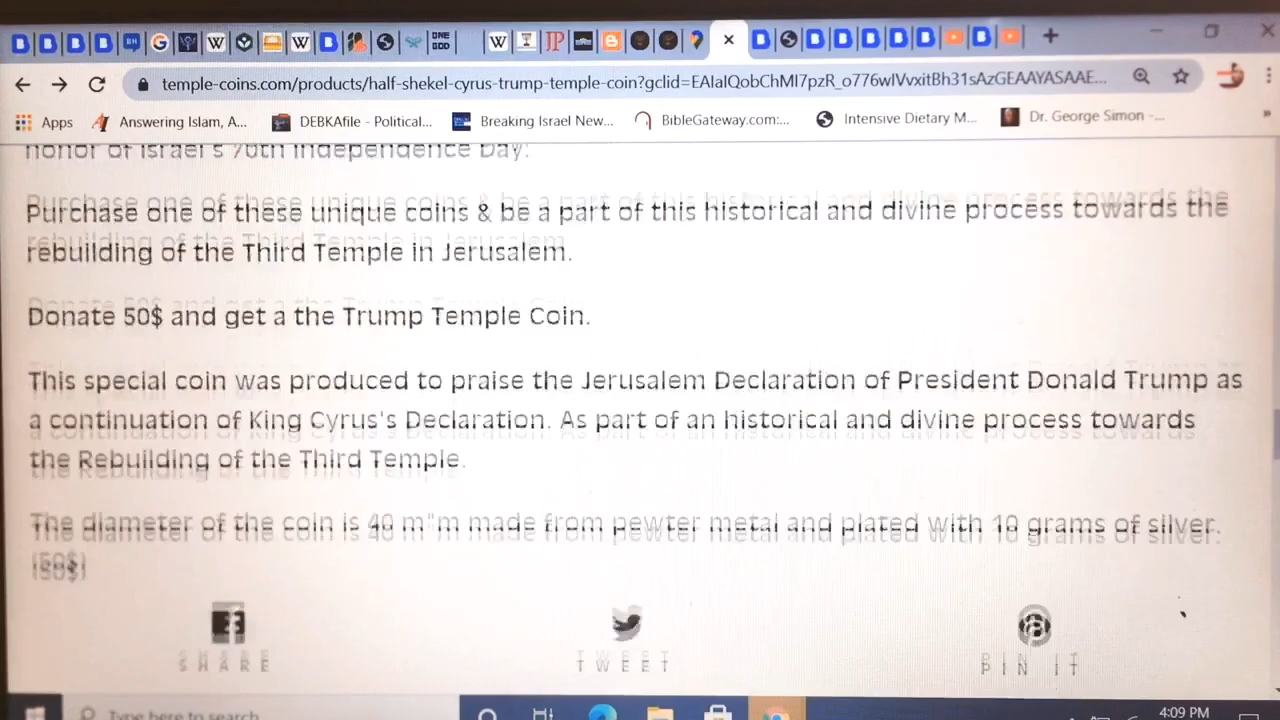 BH
W
W
ONE
GOD
W
JP
temple-coins.com/products/half-shekel-cyrus-trump-temple-coin?gclid=EAIaIQobChMI7pzR_o776wIVvxitBh31sAzGEAAYASAAE...
Apps
Answering Islam, A...
DEBKAfile - Political...
Breaking Israel New...
BibleGateway.com:...
Intensive Dietary M...
Dr. George Simon -...
honor of Israel's 70th Independence Day.
Purchase one of these unique coins & be a part of this historical and divine process towards the
rebuilding of the Third Temple in Jerusalem.
Donate 50$ and get a the Trump Temple Coin.
This special coin was produced to praise the Jerusalem Declaration of President Donald Trump as
a continuation of King Cyrus's Declaration. As part of an historical and divine process towards
the Rebuilding of the Third Temple.
The diameter of the coin is 40 m"m made from pewter metal and plated with 10 grams of silver.
(50$)
SHARE
TWEET
PIN IT
Type here to search
4:09 PM